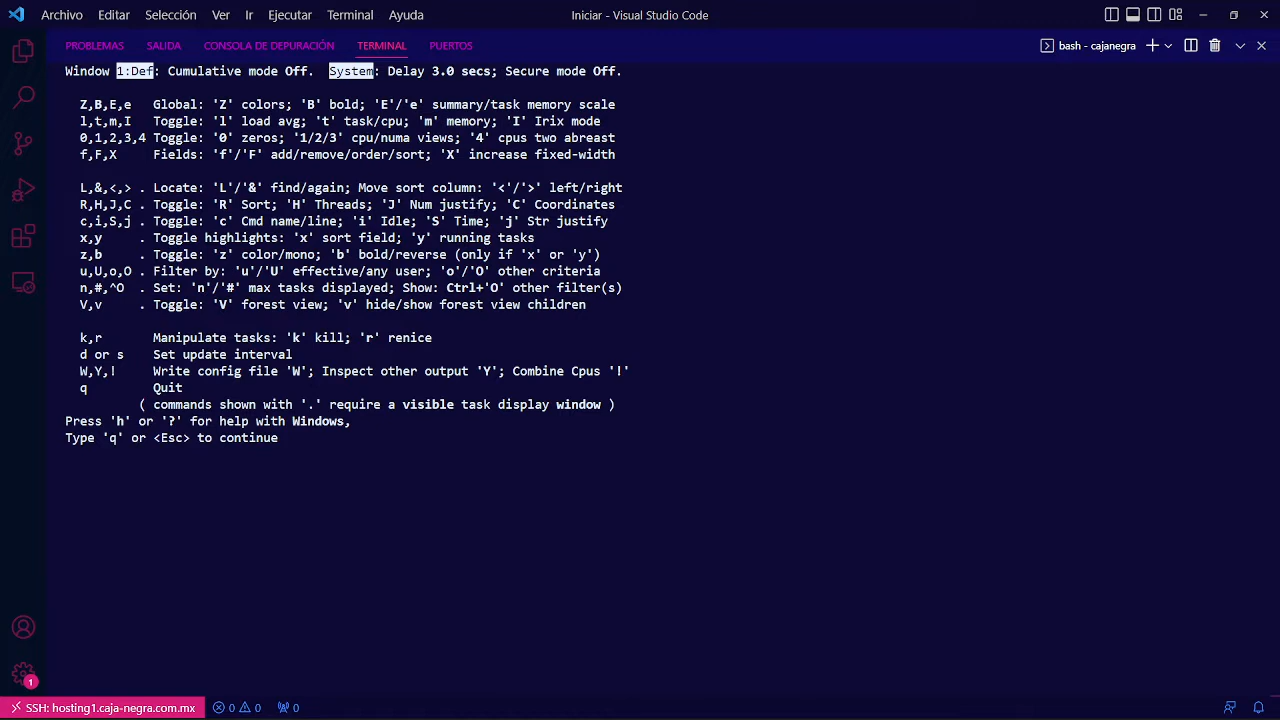 Archivo Editar Selección Ver Ir Ejecutar Terminal Ayuda Iniciar - Visual Studio Code
PROBLEMAS SALIDA CONSOLA DE DEPURACIÓN TERMINAL PUERTOS bash - cajanegra
Window 1:Def: Cumulative mode Off.  System: Delay 3.0 secs; Secure mode Off.
Z,B,E,e   Global: 'Z' colors; 'B' bold; 'E'/'e' summary/task memory scale
l,t,m,I   Toggle: 'l' load avg; 't' task/cpu; 'm' memory; 'I' Irix mode
0,1,2,3,4 Toggle: '0' zeros; '1/2/3' cpu/numa views; '4' cpus two abreast
f,F,X     Fields: 'f'/'F' add/remove/order/sort; 'X' increase fixed-width
L,&,<,> . Locate: 'L'/'&' find/again; Move sort column: '<'/'>' left/right
R,H,J,C . Toggle: 'R' Sort; 'H' Threads; 'J' Num justify; 'C' Coordinates
c,i,S,j . Toggle: 'c' Cmd name/line; 'i' Idle; 'S' Time; 'j' Str justify
x,y     . Toggle highlights: 'x' sort field; 'y' running tasks
z,b     . Toggle: 'z' color/mono; 'b' bold/reverse (only if 'x' or 'y')
u,U,o,O . Filter by: 'u'/'U' effective/any user; 'o'/'O' other criteria
n,#,^O  . Set: 'n'/'#' max tasks displayed; Show: Ctrl+'O' other filter(s)
V,v     . Toggle: 'V' forest view; 'v' hide/show forest view children
k,r       Manipulate tasks: 'k' kill; 'r' renice
d or s    Set update interval
W,Y,!     Write config file 'W'; Inspect other output 'Y'; Combine Cpus '!'
q         Quit
( commands shown with '.' require a visible task display window )
Press 'h' or '?' for help with Windows,
Type 'q' or <Esc> to continue
1
SSH: hosting1.caja-negra.com.mx 0 0 0